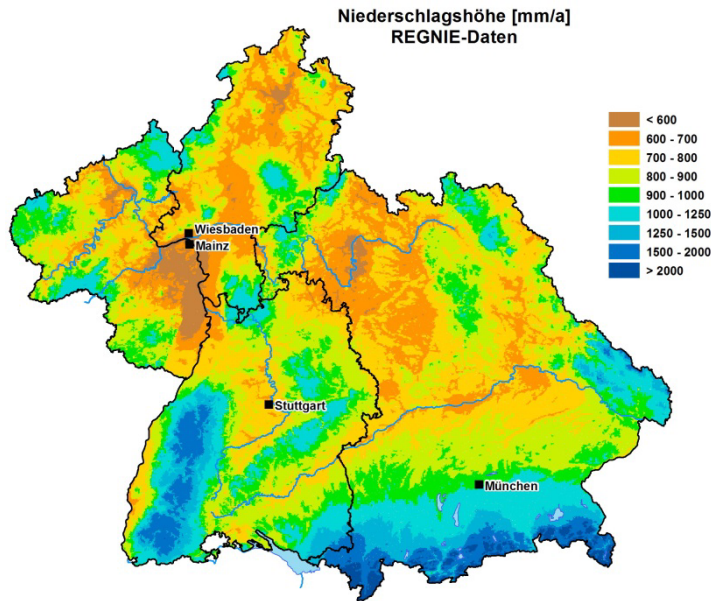 Niederschlagshöhe [mm/a]
REGNIE-Daten
< 600
600 - 700
700 - 800
800 - 900
900 - 1000
1000 - 1250
1250 - 1500
1500 - 2000
> 2000
Wiesbaden
Mainz
Stuttgart
München